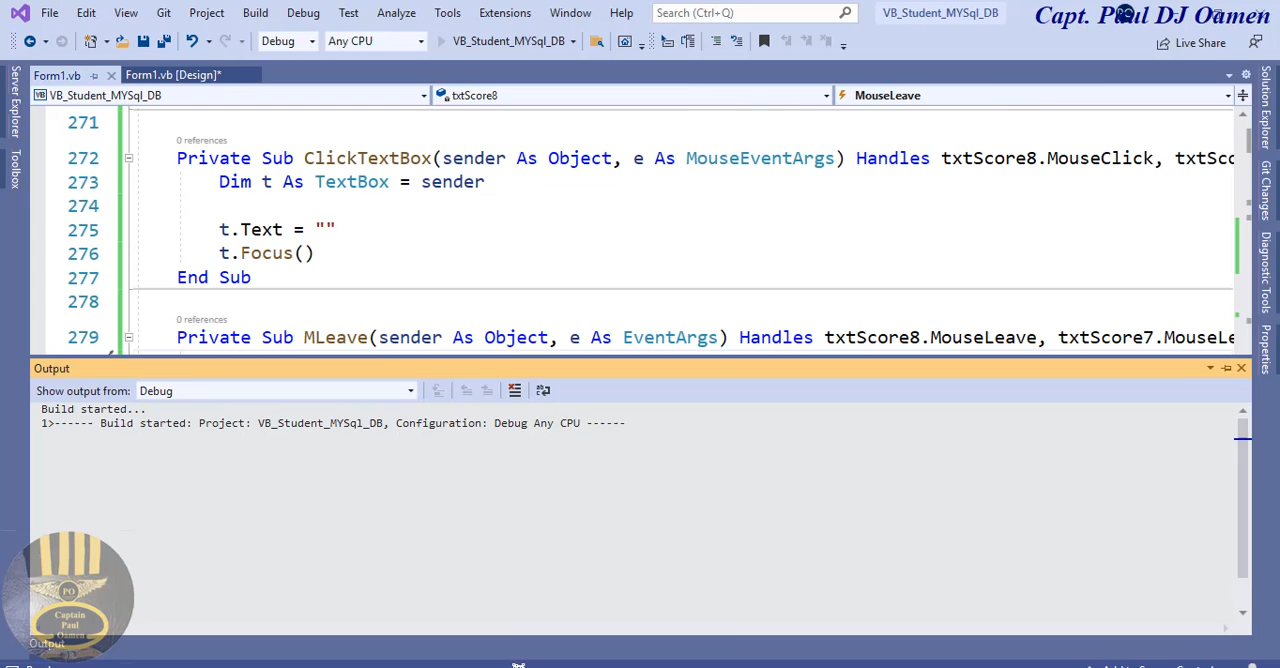 File Edit View Git Project Build Debug Test Analyze Tools Extensions Window Help Search (Ctrl+Q) VB_Student_MYSql_DB Capt. Paul DJ Oamen
Debug Any CPU VB_Student_MYSql_DB Live Share
Form1.vb Form1.vb [Design]*
VB_Student_MYSql_DB txtScore8 MouseLeave
Server Explorer
Toolbox
Solution Explorer
Git Changes
Diagnostic Tools
Properties
271
0 references
272 Private Sub ClickTextBox(sender As Object, e As MouseEventArgs) Handles txtScore8.MouseClick, txtSco
273 Dim t As TextBox = sender
274
275 t.Text = ""
276 t.Focus()
277 End Sub
278
0 references
279 Private Sub MLeave(sender As Object, e As EventArgs) Handles txtScore8.MouseLeave, txtScore7.MouseLe
Output
Show output from: Debug
Build started...
1>------ Build started: Project: VB_Student_MYSql_DB, Configuration: Debug Any CPU ------
PO
Captain
Paul
Oamen
Output